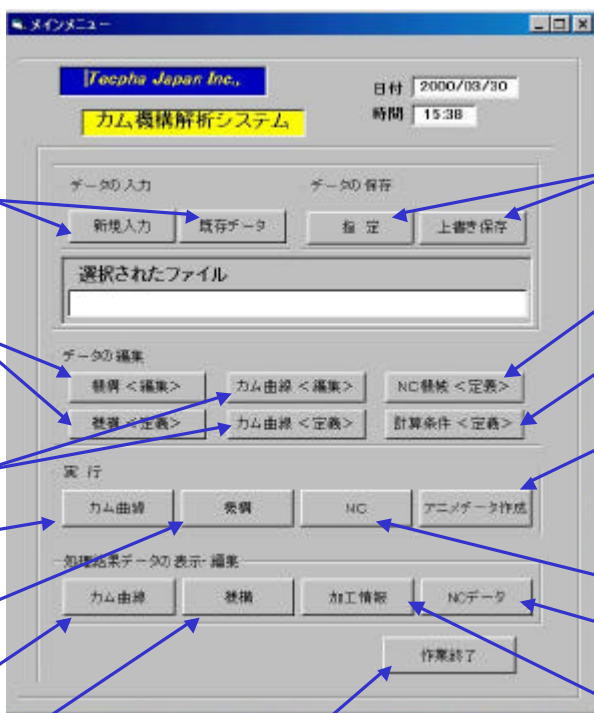 メインメニュー
Tecpha Japan Inc.,
日付 2000/03/30
カム機構解析システム
時間 15:38
データの入力 データの保存
新規入力 既存データ 指 定 上書き保存
選択されたファイル
データの編集
機構 <編集> カム曲線 <編集> NC機械 <定義>
機構 <定義> カム曲線 <定義> 計算条件 <定義>
実 行
カム曲線 機構 NC アニメデータ作成
処理結果データの表示・編集
カム曲線 機構 加工情報 NCデータ
作業終了